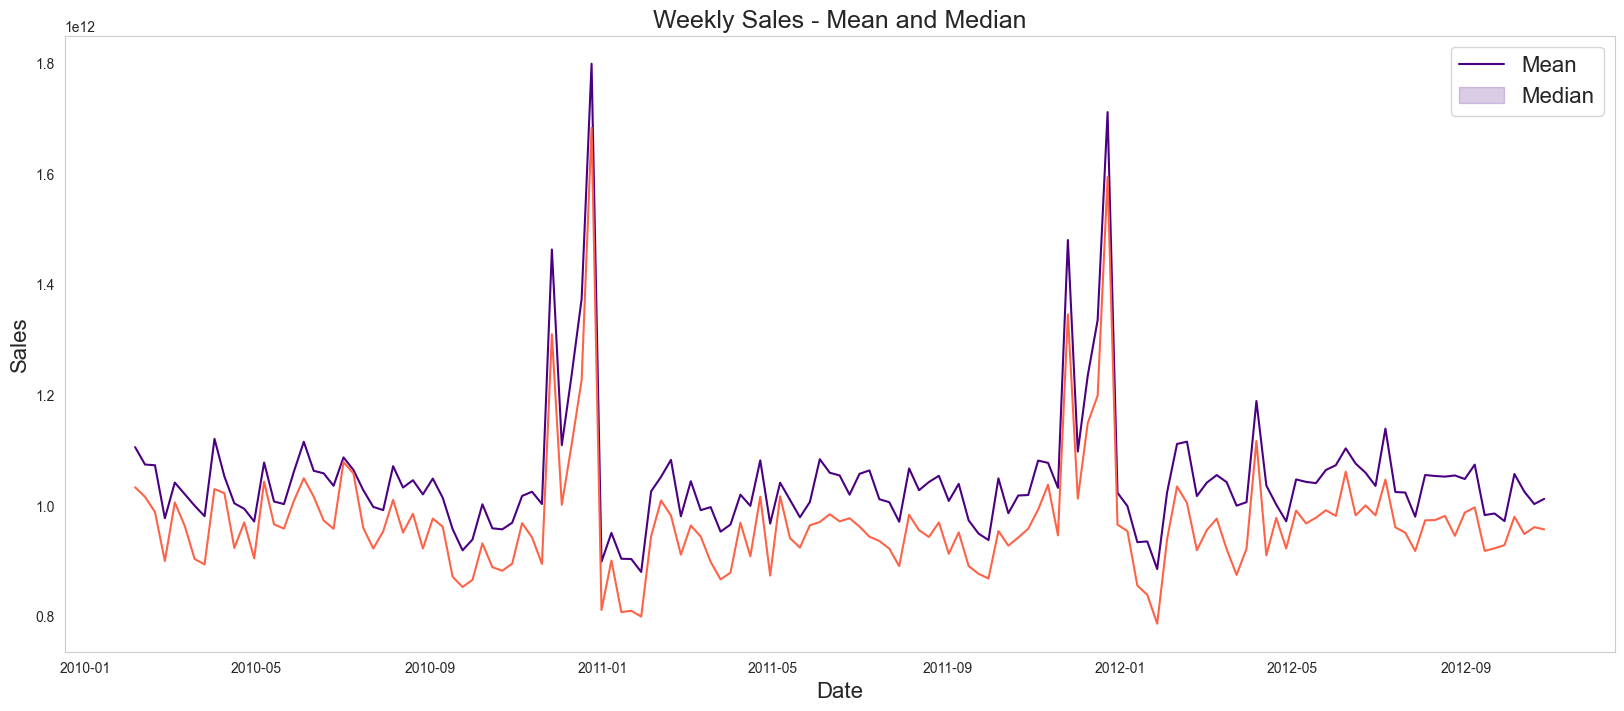 Weekly Sales - Mean and Median
1e12
Mean
Median
1.8
1.6
1.4
1.2
1.0
0.8
Sales
2010-01 2010-05 2010-09 2011-01 2011-05 2011-09 2012-01 2012-05 2012-09
Date